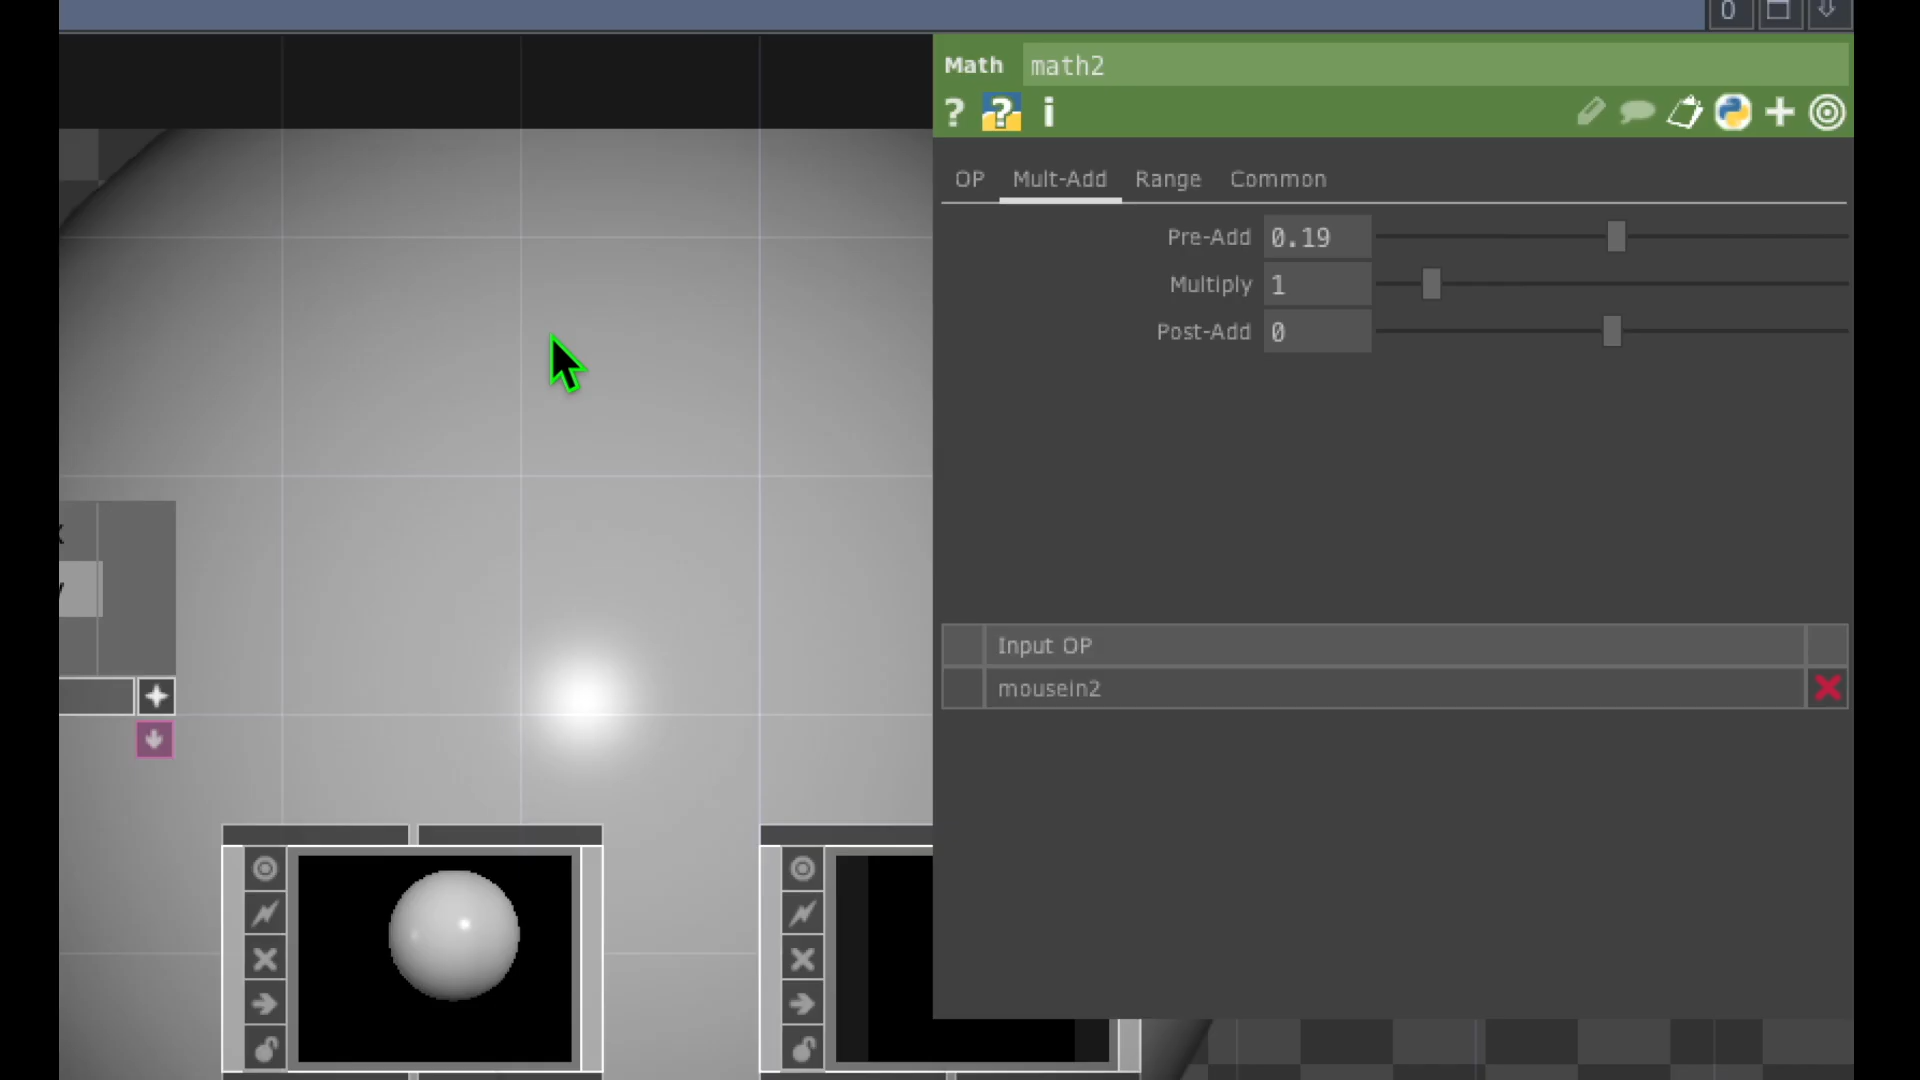 0
Math math2
? ? i
OP Mult-Add Range Common
Pre-Add 0.19
Multiply 1
Post-Add 0
Input OP
mousein2